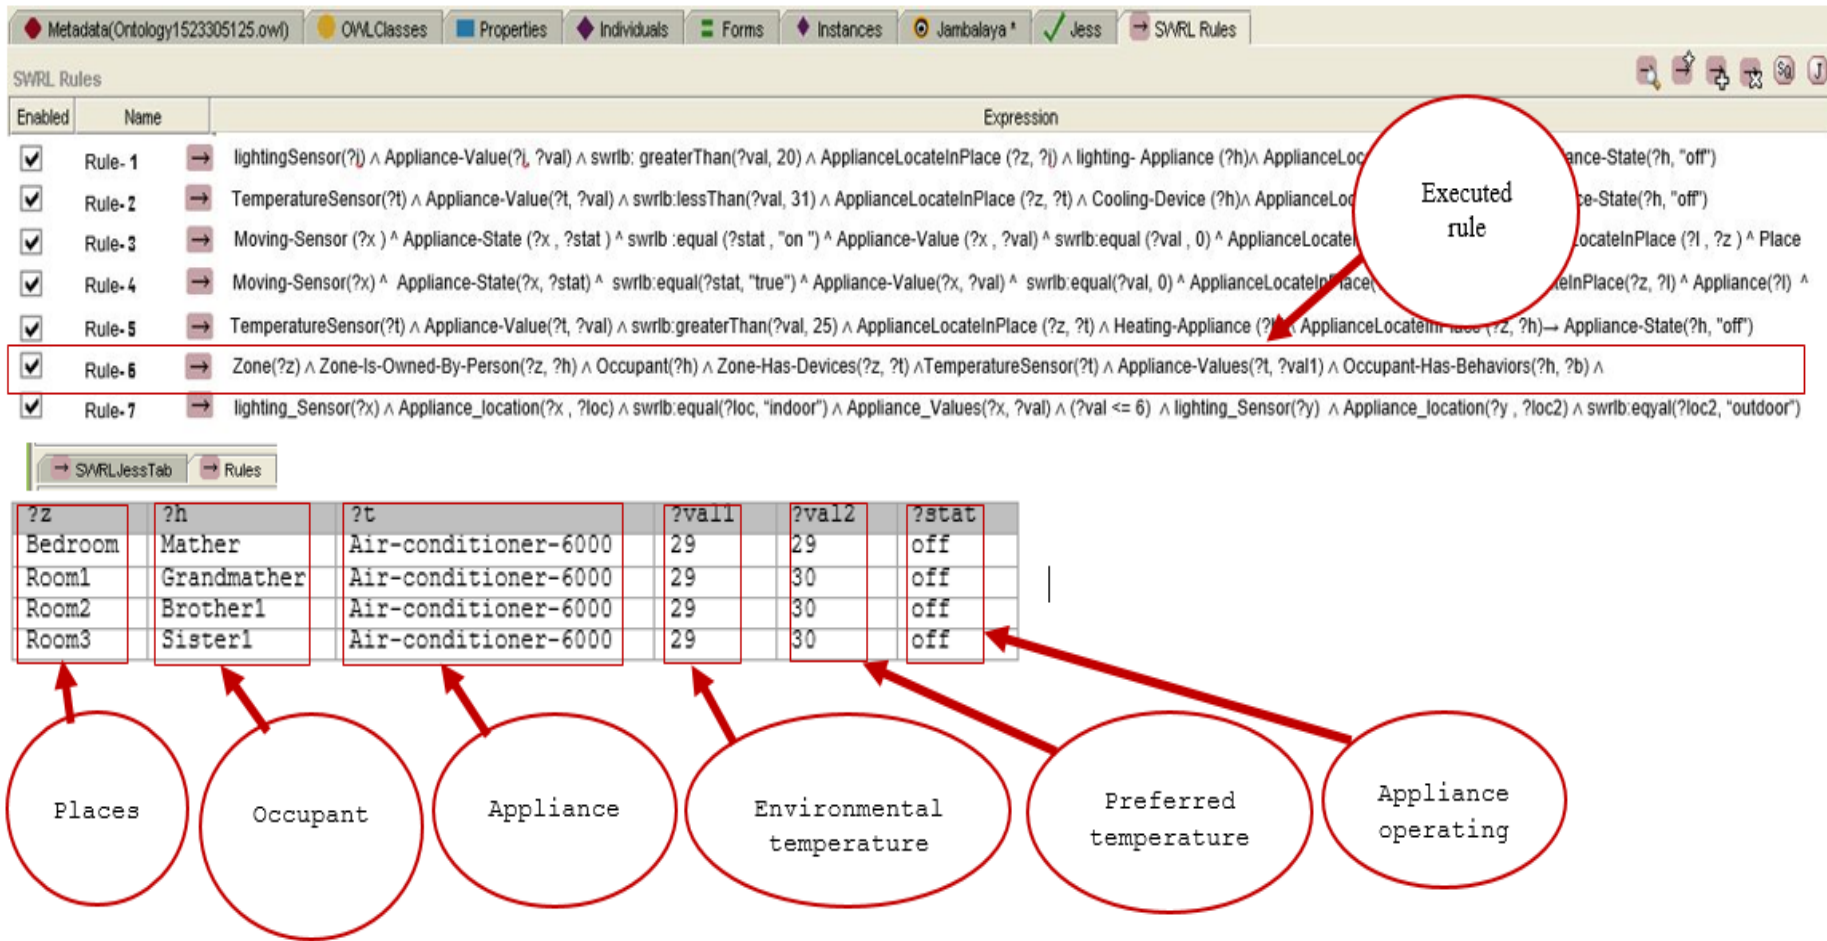 Metadata(Ontology1523305125.owl) OWLClasses Properties Individuals Forms Instances Jambalaya * Jess SWRL Rules
SWRL Rules
Enabled Name Expression
Rule- 1 lightingSensor(?j) ∧ Appliance-Value(?j, ?val) ∧ swrlb: greaterThan(?val, 20) ∧ ApplianceLocateInPlace (?z, ?j) ∧ lighting- Appliance (?h)∧ ApplianceLoc ance-State(?h, "off")
Rule- 2 TemperatureSensor(?t) ∧ Appliance-Value(?t, ?val) ∧ swrlb:lessThan(?val, 31) ∧ ApplianceLocateInPlace (?z, ?t) ∧ Cooling-Device (?h)∧ ApplianceLoc ce-State(?h, "off")
Rule- 3 Moving-Sensor (?x ) ^ Appliance-State (?x , ?stat ) ^ swrlb :equal (?stat , "on ") ^ Appliance-Value (?x , ?val) ^ swrlb:equal (?val , 0) ^ ApplianceLocateI LocateInPlace (?l , ?z ) ^ Place
Rule- 4 Moving-Sensor(?x) ^ Appliance-State(?x, ?stat) ^ swrlb:equal(?stat, "true") ^ Appliance-Value(?x, ?val) ^ swrlb:equal(?val, 0) ^ ApplianceLocateInPlace( teInPlace(?z, ?l) ^ Appliance(?l) ^
Rule- 5 TemperatureSensor(?t) ∧ Appliance-Value(?t, ?val) ∧ swrlb:greaterThan(?val, 25) ∧ ApplianceLocateInPlace (?z, ?t) ∧ Heating-Appliance (?h) ∧ ApplianceLocateInPlace (?z, ?h)→ Appliance-State(?h, "off")
Rule- 6 Zone(?z) ∧ Zone-Is-Owned-By-Person(?z, ?h) ∧ Occupant(?h) ∧ Zone-Has-Devices(?z, ?t) ∧TemperatureSensor(?t) ∧ Appliance-Values(?t, ?val1) ∧ Occupant-Has-Behaviors(?h, ?b) ∧
Rule- 7 lighting_Sensor(?x) ∧ Appliance_location(?x , ?loc) ∧ swrlb:equal(?loc, “indoor”) ∧ Appliance_Values(?x, ?val) ∧ (?val <= 6) ∧ lighting_Sensor(?y) ∧ Appliance_location(?y , ?loc2) ∧ swrlb:eqyal(?loc2, “outdoor”)
Executed
rule
SWRLJessTab Rules
?z ?h ?t ?val1 ?val2 ?stat
Bedroom Mather Air-conditioner-6000 29 29 off
Room1 Grandmather Air-conditioner-6000 29 30 off
Room2 Brother1 Air-conditioner-6000 29 30 off
Room3 Sister1 Air-conditioner-6000 29 30 off
Places
Occupant
Appliance
Environmental
temperature
Preferred
temperature
Appliance
operating